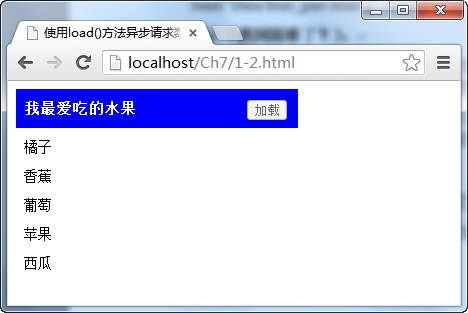 使用load()方法异步请求数
localhost/Ch7/1-2.html
我最爱吃的水果
加载
橘子
香蕉
葡萄
苹果
西瓜